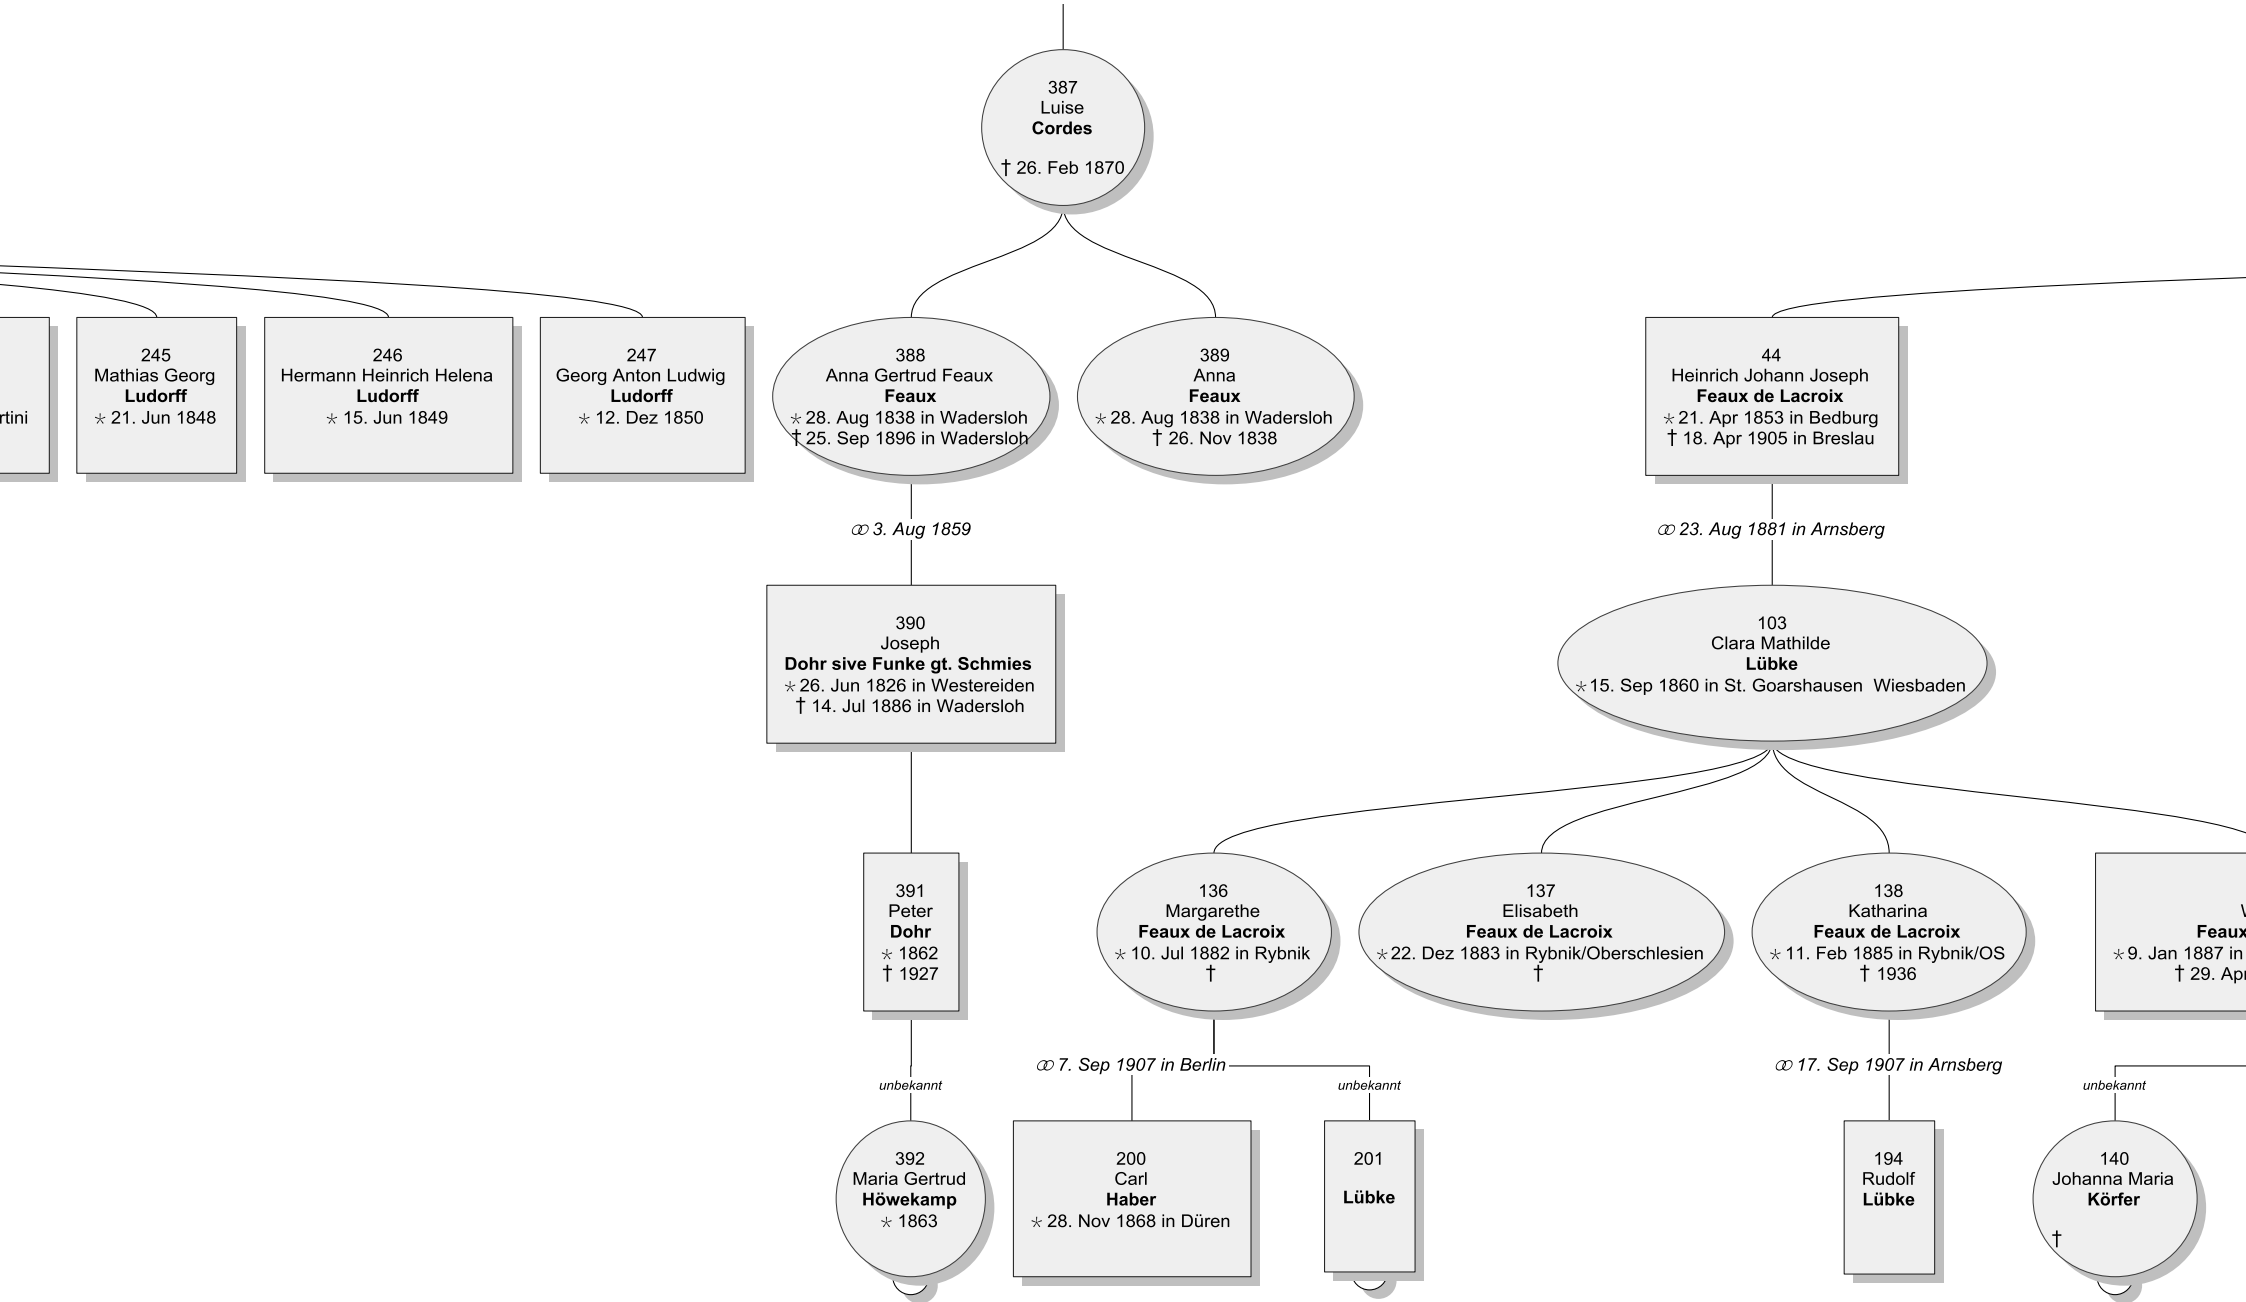 387
Luise
Cordes
† 26. Feb 1870
rtini
245
Mathias Georg
Ludorff
* 21. Jun 1848
246
Hermann Heinrich Helena
Ludorff
* 15. Jun 1849
247
Georg Anton Ludwig
Ludorff
* 12. Dez 1850
388
Anna Gertrud Feaux
Feaux
* 28. Aug 1838 in Wadersloh
† 25. Sep 1896 in Wadersloh
389
Anna
Feaux
* 28. Aug 1838 in Wadersloh
† 26. Nov 1838
44
Heinrich Johann Joseph
Feaux de Lacroix
* 21. Apr 1853 in Bedburg
† 18. Apr 1905 in Breslau
⚭ 3. Aug 1859
⚭ 23. Aug 1881 in Arnsberg
390
Joseph
Dohr sive Funke gt. Schmies
* 26. Jun 1826 in Westereiden
† 14. Jul 1886 in Wadersloh
103
Clara Mathilde
Lübke
* 15. Sep 1860 in St. Goarshausen  Wiesbaden
391
Peter
Dohr
* 1862
† 1927
136
Margarethe
Feaux de Lacroix
* 10. Jul 1882 in Rybnik
†
137
Elisabeth
Feaux de Lacroix
* 22. Dez 1883 in Rybnik/Oberschlesien
†
138
Katharina
Feaux de Lacroix
* 11. Feb 1885 in Rybnik/OS
† 1936
Feaux
* 9. Jan 1887 in
† 29. Apr
unbekannt
⚭ 7. Sep 1907 in Berlin
unbekannt
⚭ 17. Sep 1907 in Arnsberg
unbekannt
392
Maria Gertrud
Höwekamp
* 1863
200
Carl
Haber
* 28. Nov 1868 in Düren
201
Lübke
194
Rudolf
Lübke
140
Johanna Maria
Körfer
†